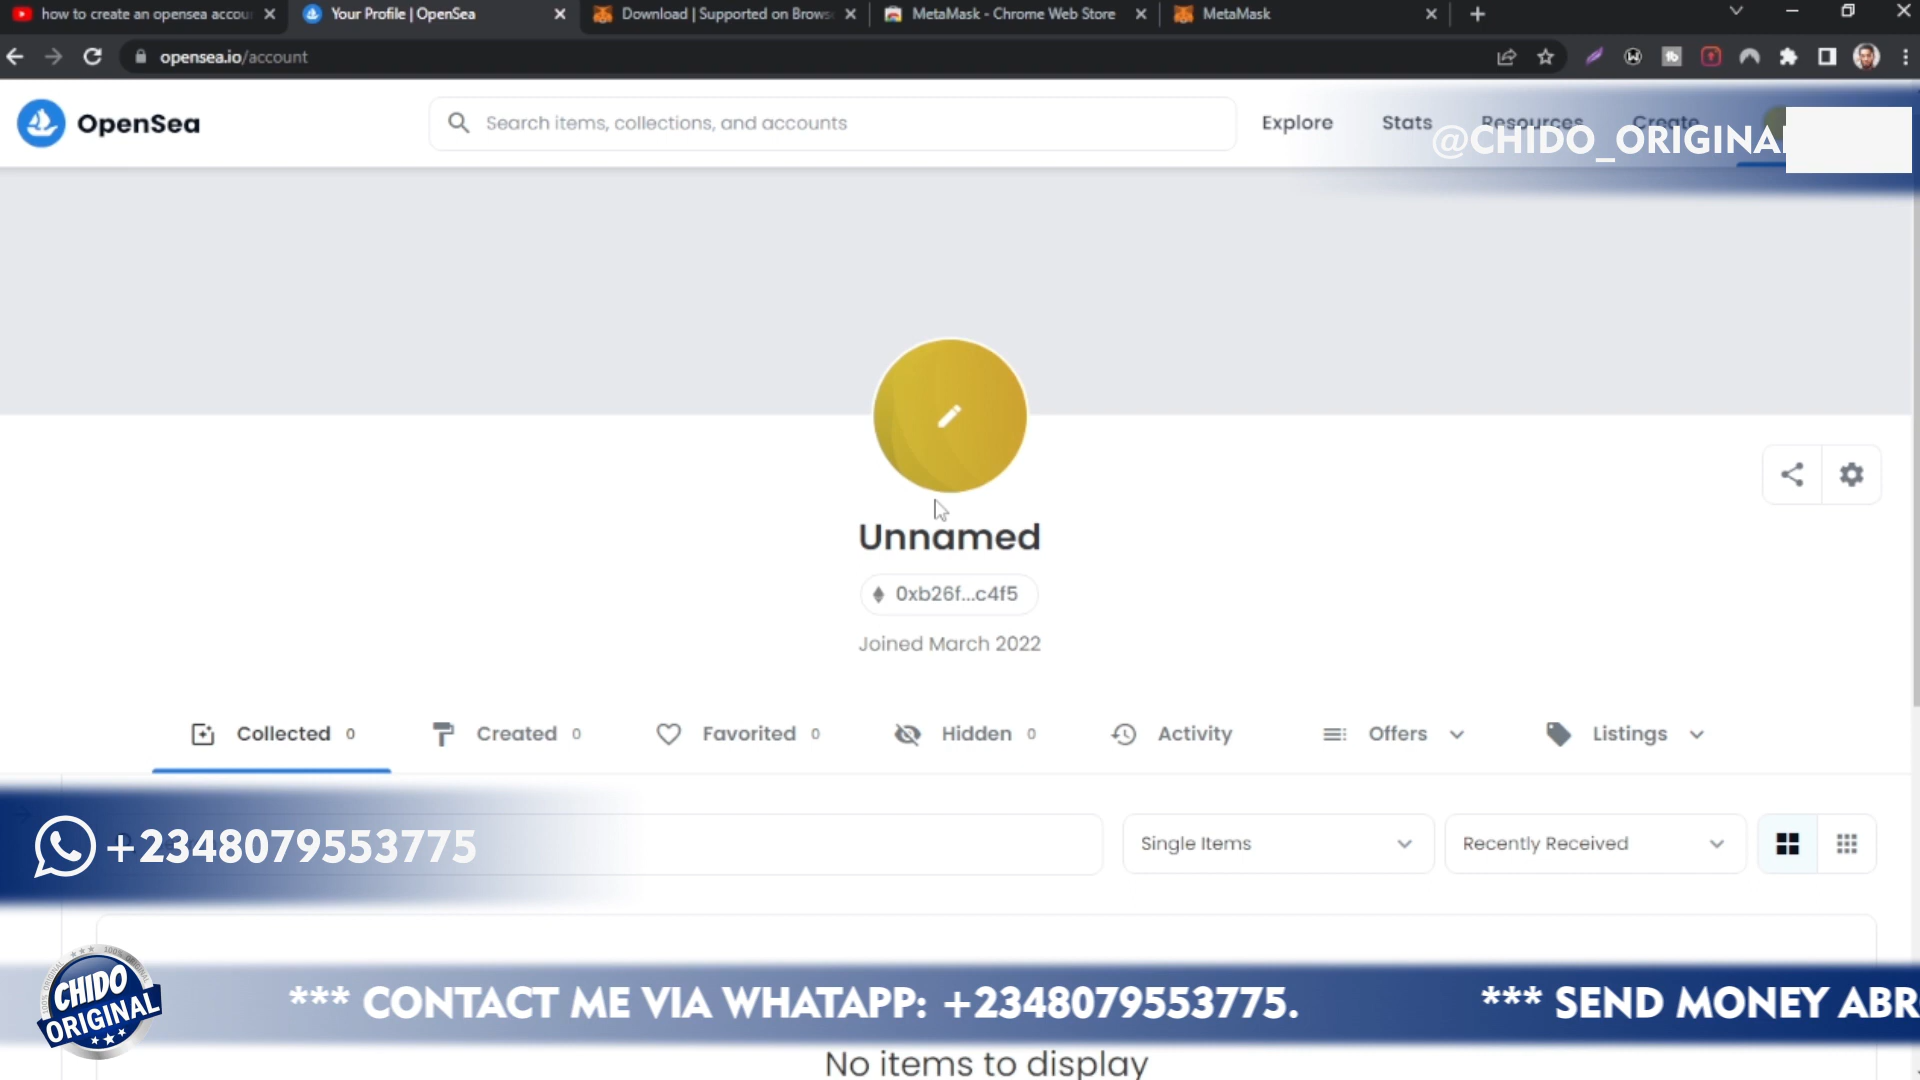 how to create an opensea accou
Your Profile | OpenSea
Download | Supported on Brows
MetaMask - Chrome Web Store
MetaMask
opensea.io/account
OpenSea
Search items, collections, and accounts
Explore
Stats
Resources
Create
@CHIDO_ORIGINAL
Unnamed
0xb26f...c4f5
Joined March 2022
Collected 0
Created 0
Favorited 0
Hidden 0
Activity
Offers
Listings
+2348079553775
Single Items
Recently Received
CHIDO
ORIGINAL
*** CONTACT ME VIA WHATAPP: +2348079553775.
*** SEND MONEY ABR
No items to display